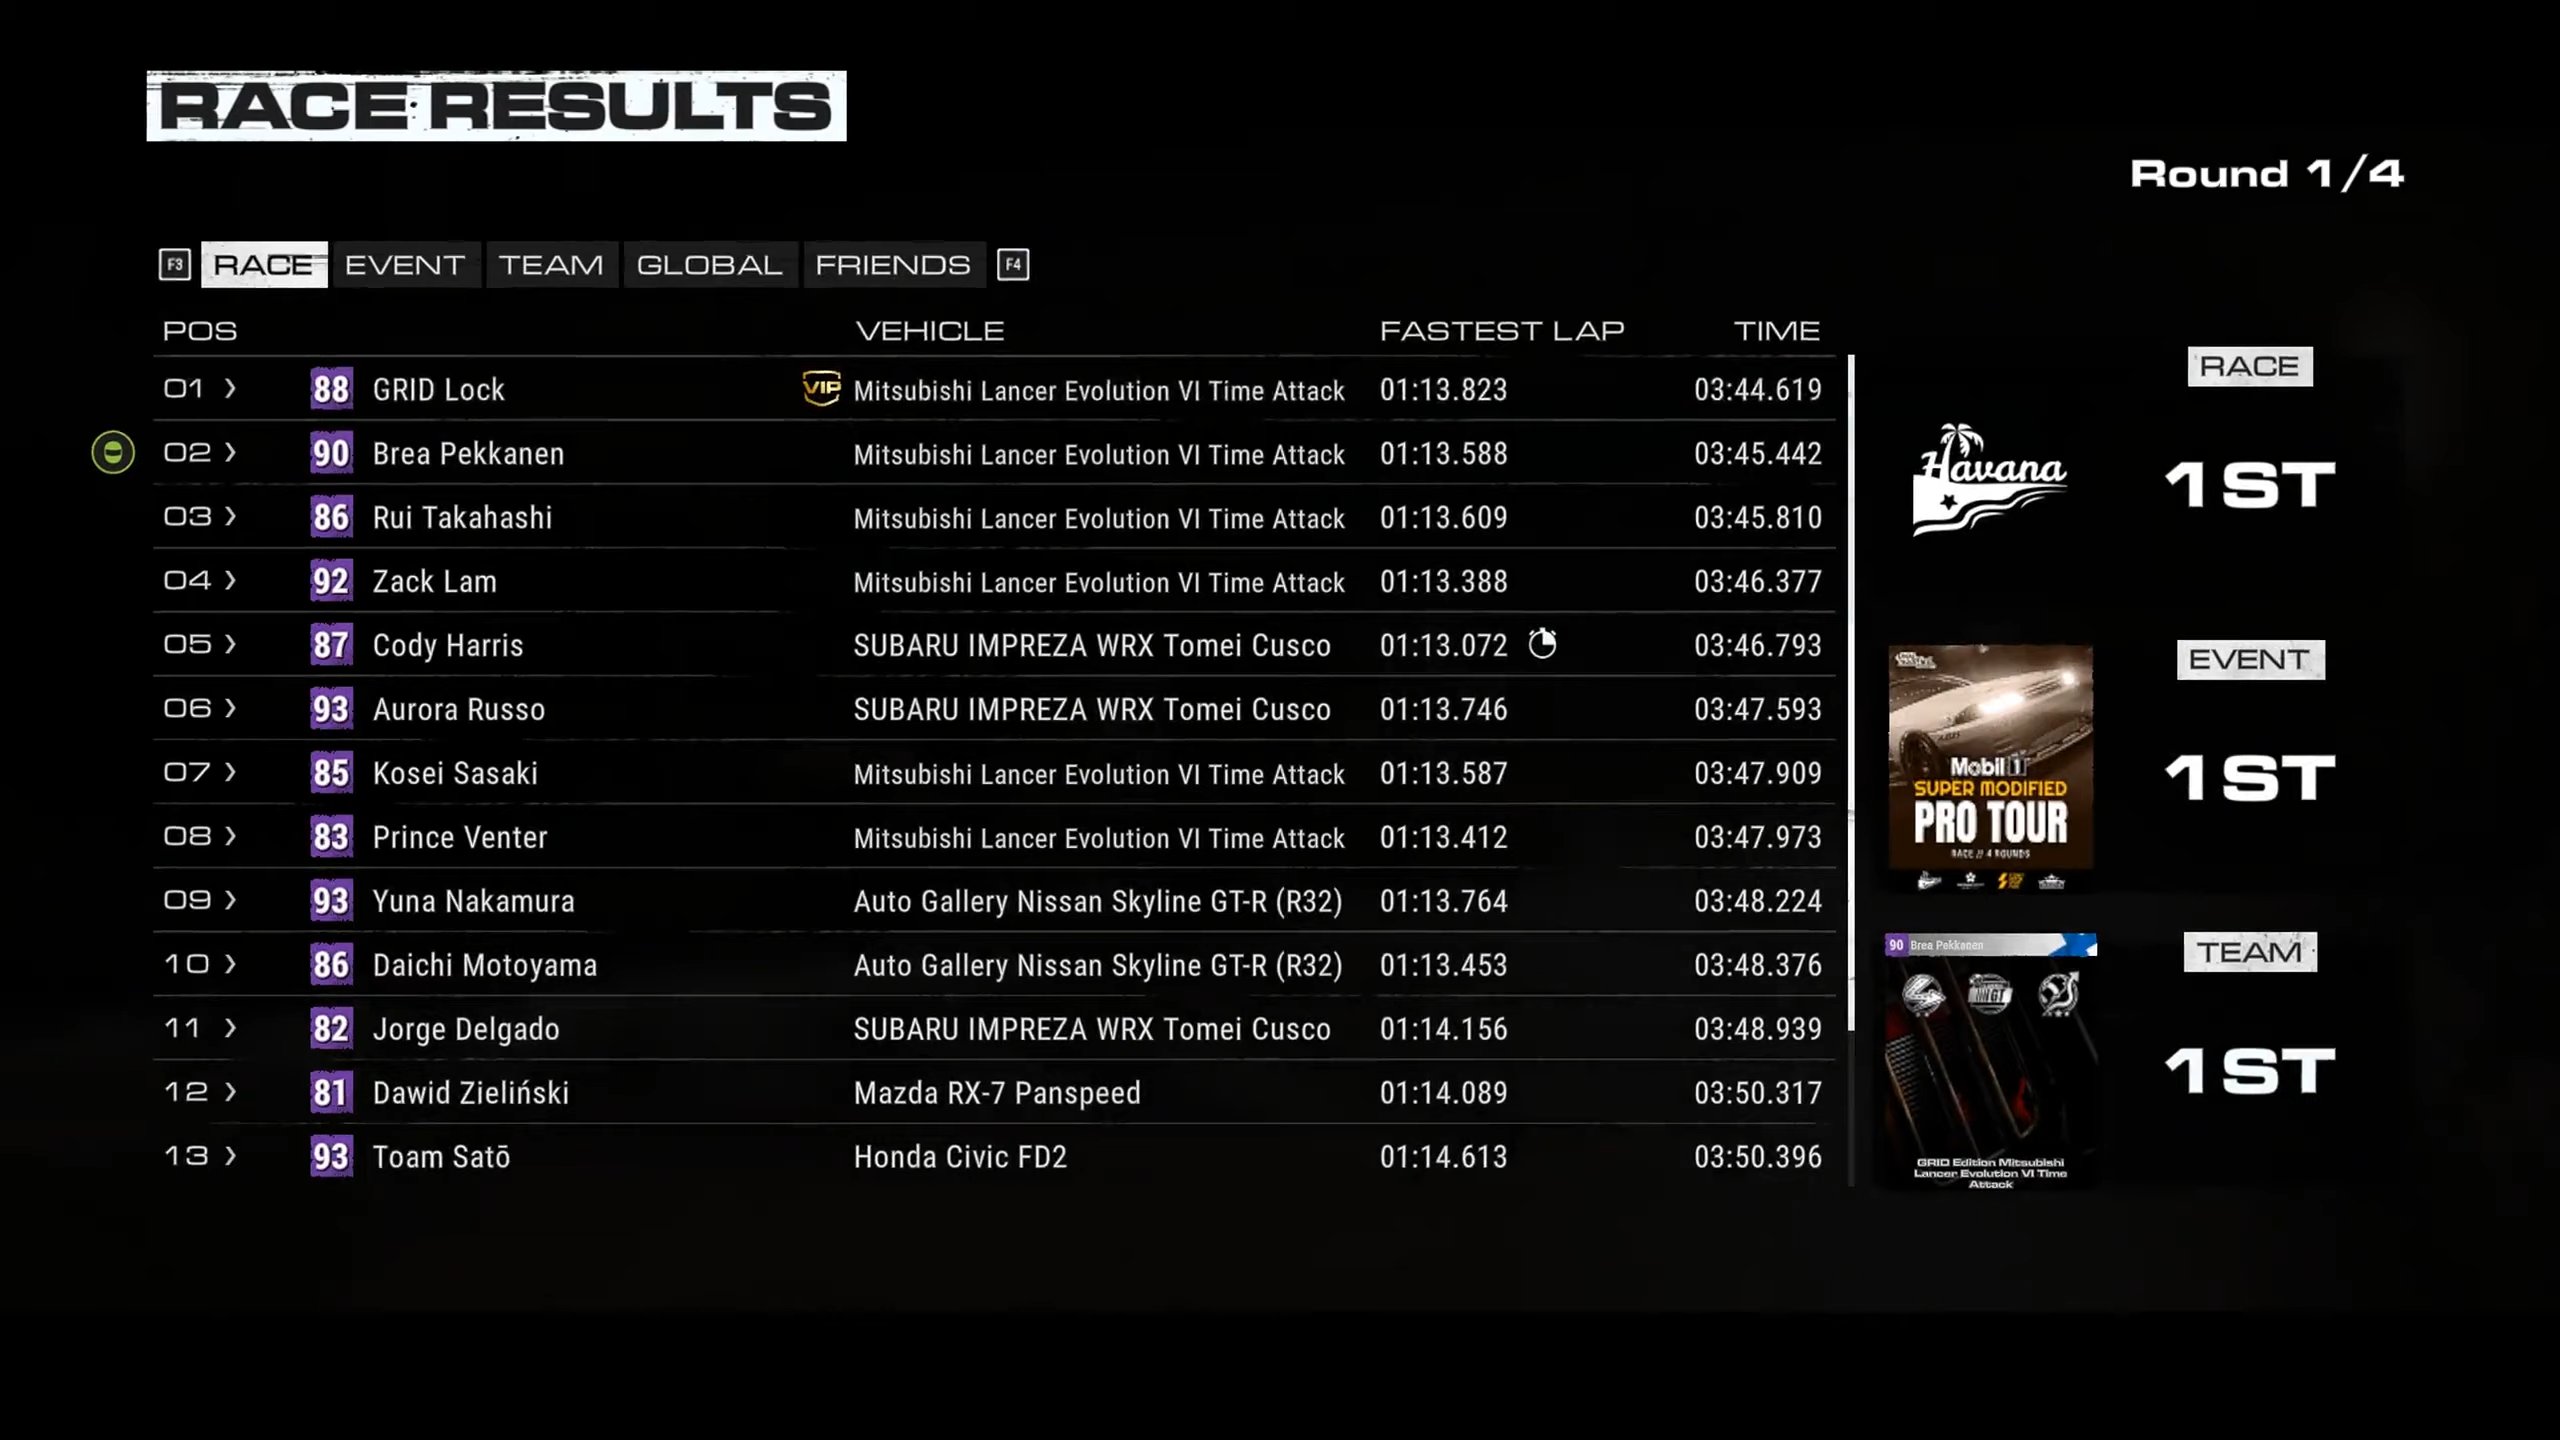 RACE RESULTS
Round 1/4
F3 RACE EVENT TEAM GLOBAL FRIENDS F4
POS VEHICLE FASTEST LAP TIME
01 > 88 GRID Lock VIP Mitsubishi Lancer Evolution VI Time Attack 01:13.823 03:44.619
02 > 90 Brea Pekkanen Mitsubishi Lancer Evolution VI Time Attack 01:13.588 03:45.442
03 > 86 Rui Takahashi Mitsubishi Lancer Evolution VI Time Attack 01:13.609 03:45.810
04 > 92 Zack Lam Mitsubishi Lancer Evolution VI Time Attack 01:13.388 03:46.377
05 > 87 Cody Harris SUBARU IMPREZA WRX Tomei Cusco 01:13.072 03:46.793
06 > 93 Aurora Russo SUBARU IMPREZA WRX Tomei Cusco 01:13.746 03:47.593
07 > 85 Kosei Sasaki Mitsubishi Lancer Evolution VI Time Attack 01:13.587 03:47.909
08 > 83 Prince Venter Mitsubishi Lancer Evolution VI Time Attack 01:13.412 03:47.973
09 > 93 Yuna Nakamura Auto Gallery Nissan Skyline GT-R (R32) 01:13.764 03:48.224
10 > 86 Daichi Motoyama Auto Gallery Nissan Skyline GT-R (R32) 01:13.453 03:48.376
11 > 82 Jorge Delgado SUBARU IMPREZA WRX Tomei Cusco 01:14.156 03:48.939
12 > 81 Dawid Zieliński Mazda RX-7 Panspeed 01:14.089 03:50.317
13 > 93 Toam Satō Honda Civic FD2 01:14.613 03:50.396
RACE
Havana
1ST
EVENT
Mobil 1
SUPER MODIFIED
PRO TOUR
RACE // 4 ROUNDS
1ST
TEAM
90 Brea Pekkanen
GT
1ST
GRID Edition Mitsubishi
Lancer Evolution VI Time
Attack